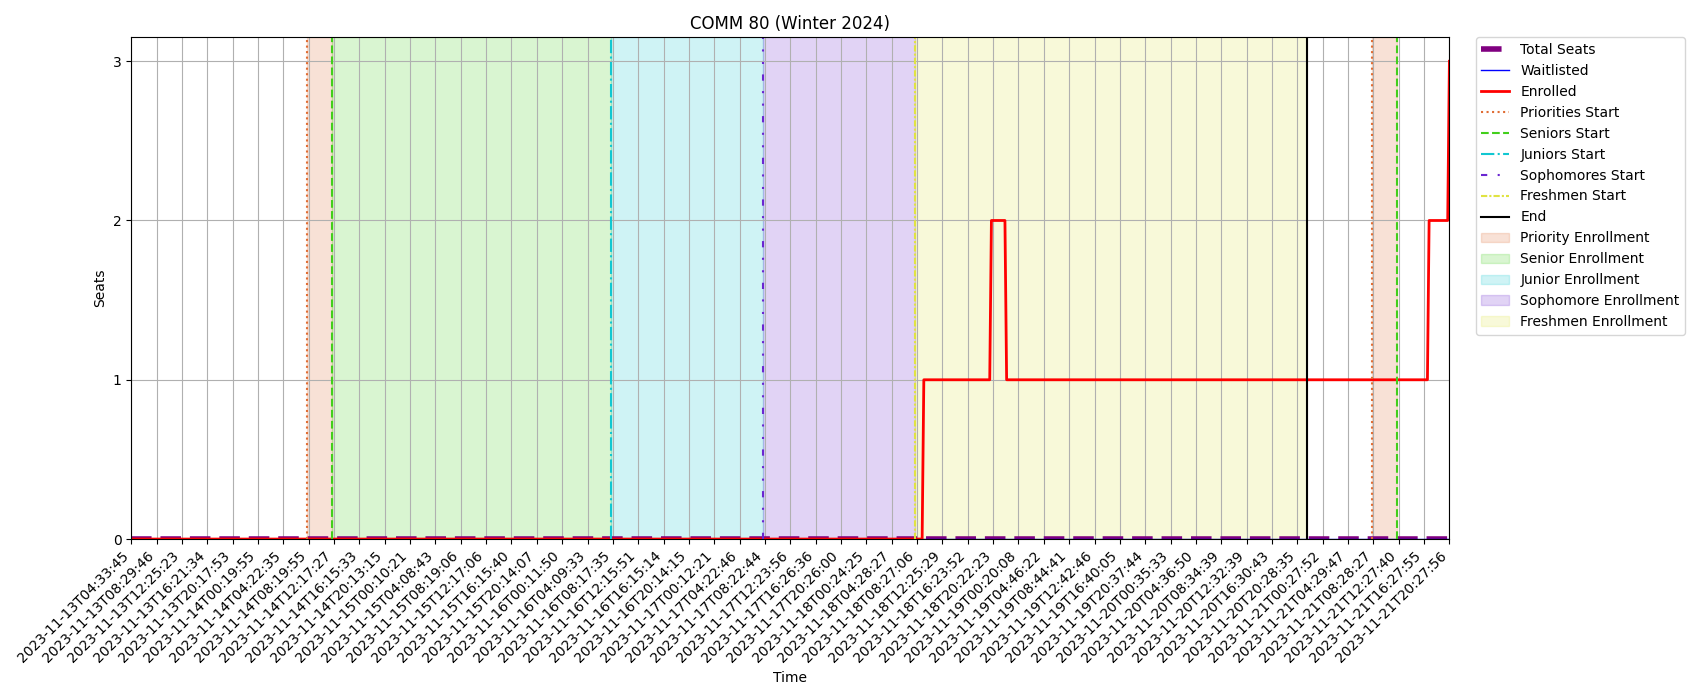 COMM 80 (Winter 2024)
3
2
1
0
Seats
2023-11-13T04:33:45
2023-11-13T08:29:46
2023-11-13T12:25:23
2023-11-13T16:21:34
2023-11-13T20:17:53
2023-11-14T00:19:55
2023-11-14T04:22:35
2023-11-14T08:19:55
2023-11-14T12:17:27
2023-11-14T16:15:33
2023-11-14T20:13:15
2023-11-15T00:10:21
2023-11-15T04:08:43
2023-11-15T08:19:06
2023-11-15T12:17:06
2023-11-15T16:15:40
2023-11-15T20:14:07
2023-11-16T00:11:50
2023-11-16T04:09:33
2023-11-16T08:17:35
2023-11-16T12:15:51
2023-11-16T16:15:14
2023-11-16T20:14:15
2023-11-17T00:12:21
2023-11-17T04:22:46
2023-11-17T08:22:44
2023-11-17T12:23:56
2023-11-17T16:26:36
2023-11-17T20:26:00
2023-11-18T00:24:25
2023-11-18T04:28:27
2023-11-18T08:27:06
2023-11-18T12:25:29
2023-11-18T16:23:52
2023-11-18T20:22:23
2023-11-19T00:20:08
2023-11-19T04:46:22
2023-11-19T08:44:41
2023-11-19T12:42:46
2023-11-19T16:40:05
2023-11-19T20:37:44
2023-11-20T00:35:33
2023-11-20T04:36:50
2023-11-20T08:34:39
2023-11-20T12:32:39
2023-11-20T16:30:43
2023-11-20T20:28:35
2023-11-21T00:27:52
2023-11-21T04:29:47
2023-11-21T08:28:27
2023-11-21T12:27:40
2023-11-21T16:27:55
2023-11-21T20:27:56
Time
Total Seats
Waitlisted
Enrolled
Priorities Start
Seniors Start
Juniors Start
Sophomores Start
Freshmen Start
End
Priority Enrollment
Senior Enrollment
Junior Enrollment
Sophomore Enrollment
Freshmen Enrollment